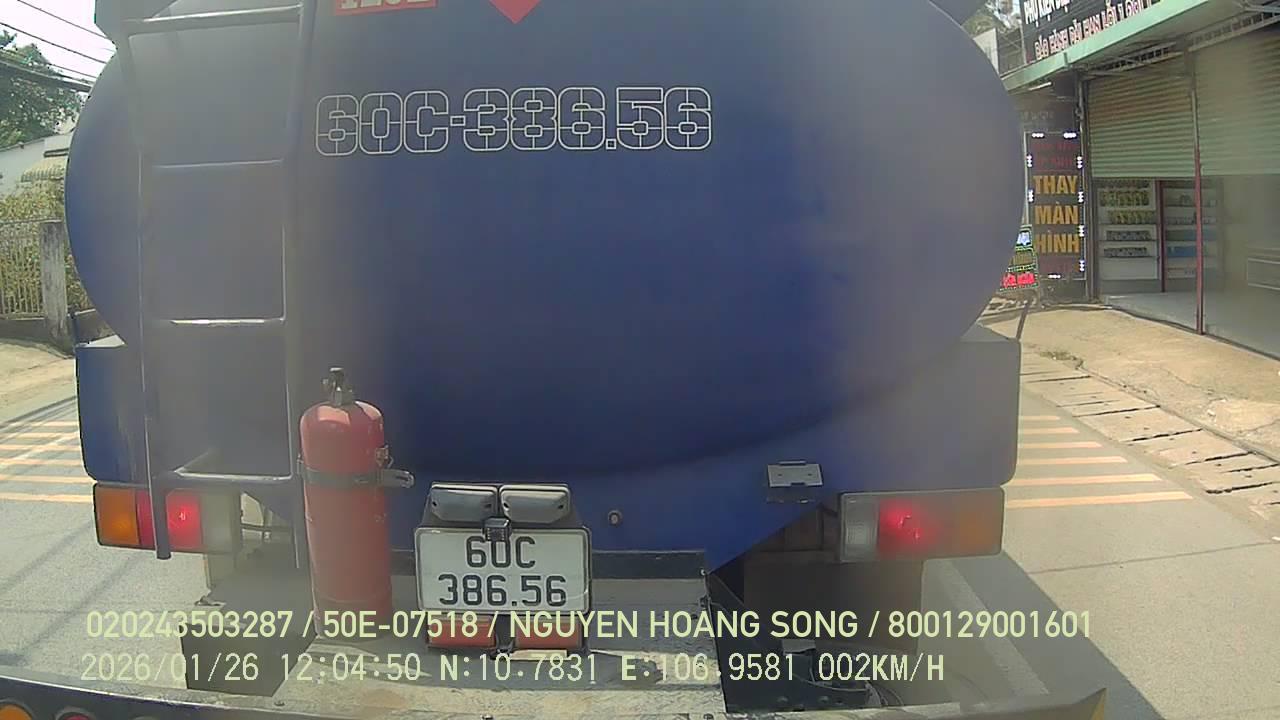 60C-386.56
THAY
MÀN
HÌNH
60C
386.56
020243503287 / 50E-07518 / NGUYEN HOANG SONG / 800129001601
2026/01/26 12:04:50 N:10.7831 E:106.9581 002KM/H